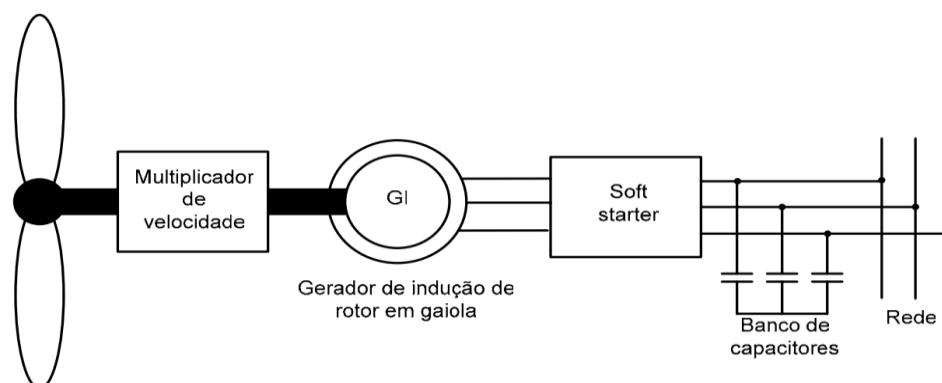 Multiplicador
de
velocidade
GI
Gerador de indução de
rotor em gaiola
Soft
starter
Banco de
capacitores
Rede